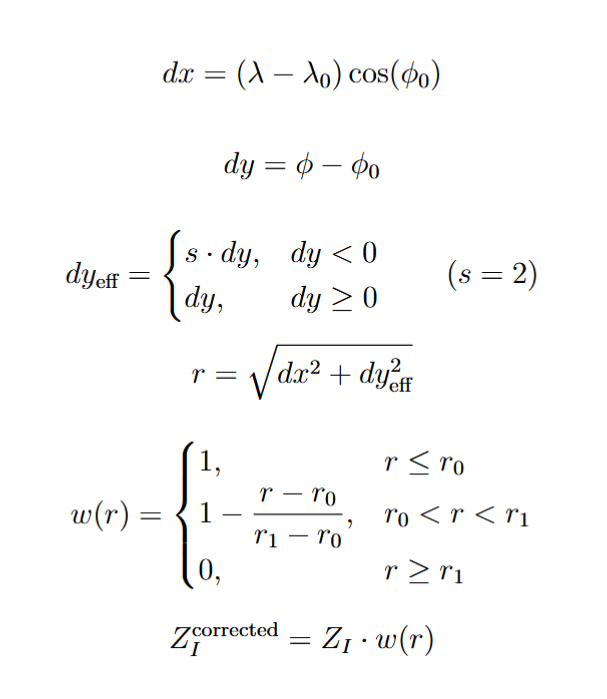 dx = (λ − λ₀) cos(ϕ₀)
dy = ϕ − ϕ₀
dy_eff = { s · dy, dy < 0
dy, dy ≥ 0 (s = 2)
r = √(dx² + dy²_eff)
w(r) = { 1, r ≤ r₀
1 − (r − r₀)/(r₁ − r₀), r₀ < r < r₁
0, r ≥ r₁
Z_I^corrected = Z_I · w(r)